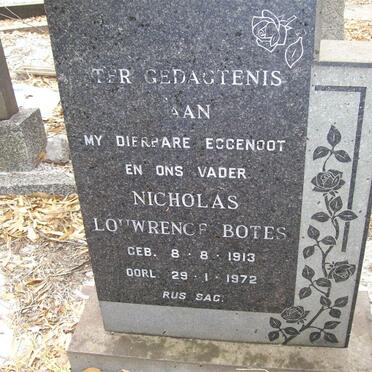 TER GEDAGTENIS
AAN
MY DIERBARE EGGENOOT
EN ONS VADER
NICHOLAS
LOUWRENCE BOTES
GEB. 8 - 8 - 1913
OORL. 29 - 1 - 1972
RUS SAG.